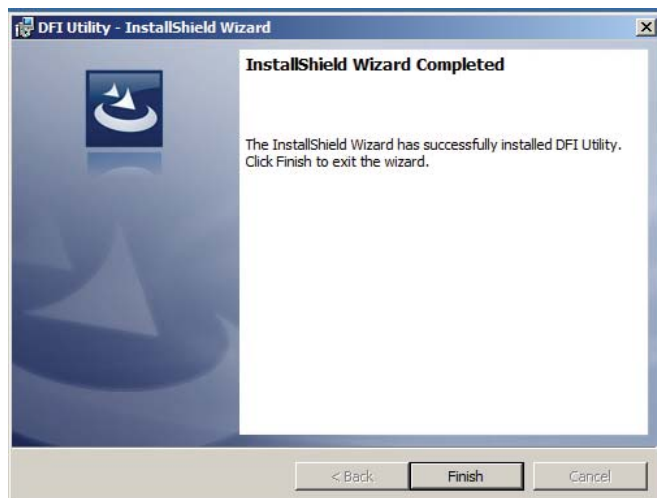 DFI Utility - InstallShield Wizard
InstallShield Wizard Completed
The InstallShield Wizard has successfully installed DFI Utility.
Click Finish to exit the wizard.
< Back Finish Cancel